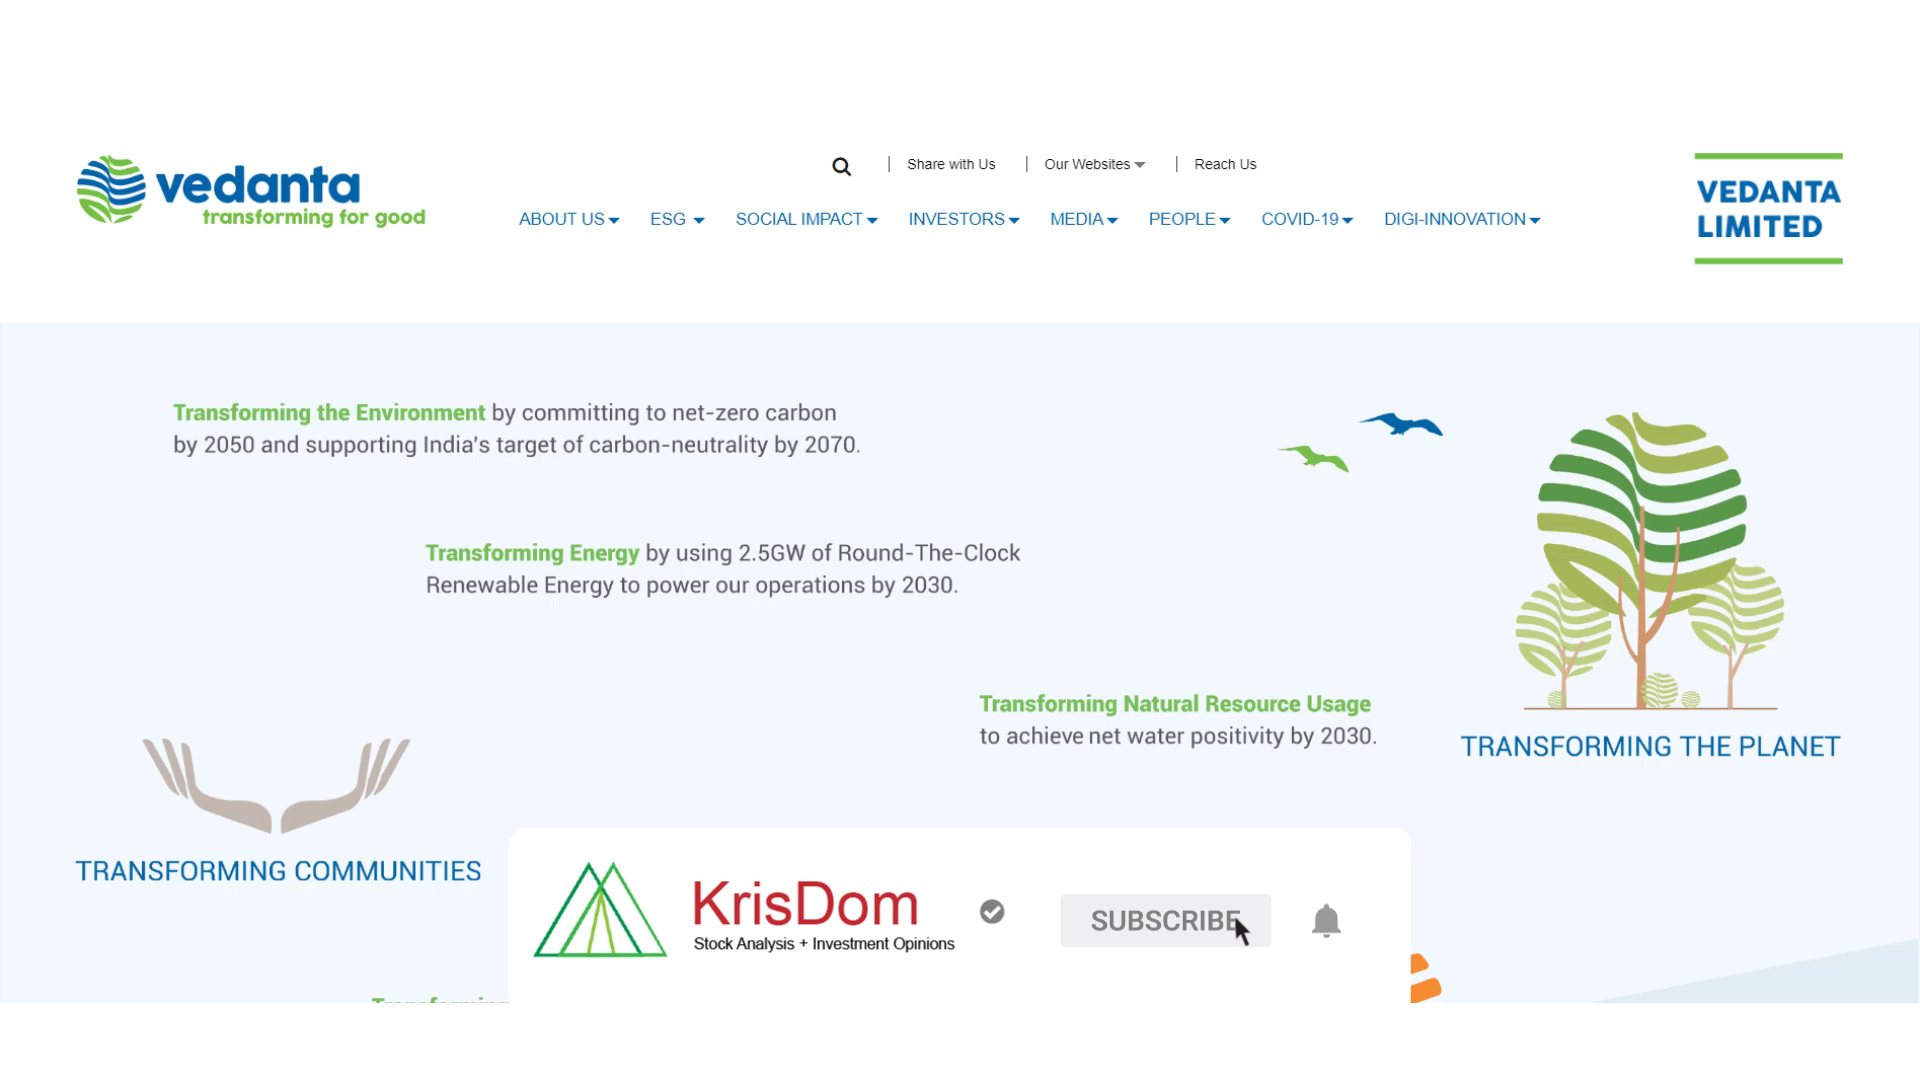 vedanta
transforming for good
Share with Us
Our Websites
Reach Us
ABOUT US
ESG
SOCIAL IMPACT
INVESTORS
MEDIA
PEOPLE
COVID-19
DIGI-INNOVATION
VEDANTA
LIMITED
Transforming the Environment by committing to net-zero carbon
by 2050 and supporting India's target of carbon-neutrality by 2070.
Transforming Energy by using 2.5GW of Round-The-Clock
Renewable Energy to power our operations by 2030.
Transforming Natural Resource Usage
to achieve net water positivity by 2030.
TRANSFORMING THE PLANET
TRANSFORMING COMMUNITIES
KrisDom
Stock Analysis + Investment Opinions
SUBSCRIBE